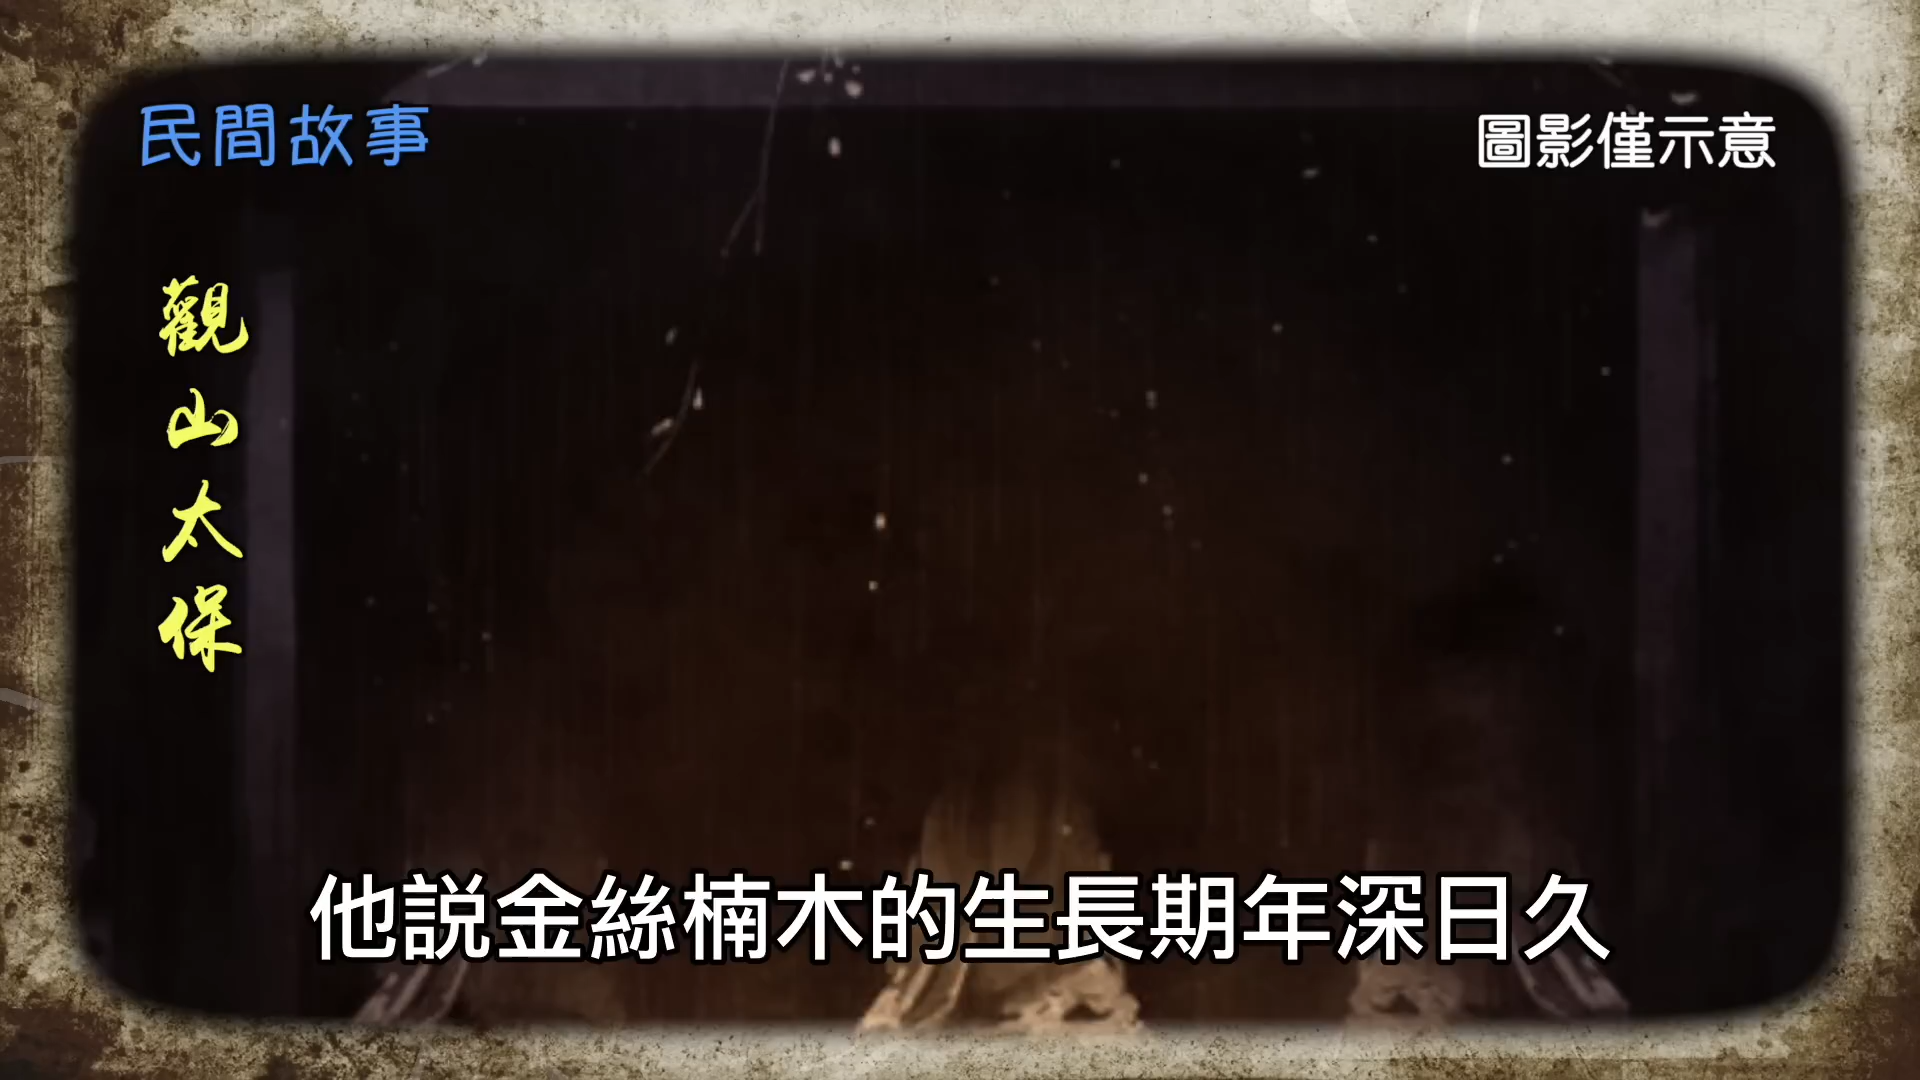 民間故事
圖影僅示意
觀山太保
他説金絲楠木的生長期年深日久